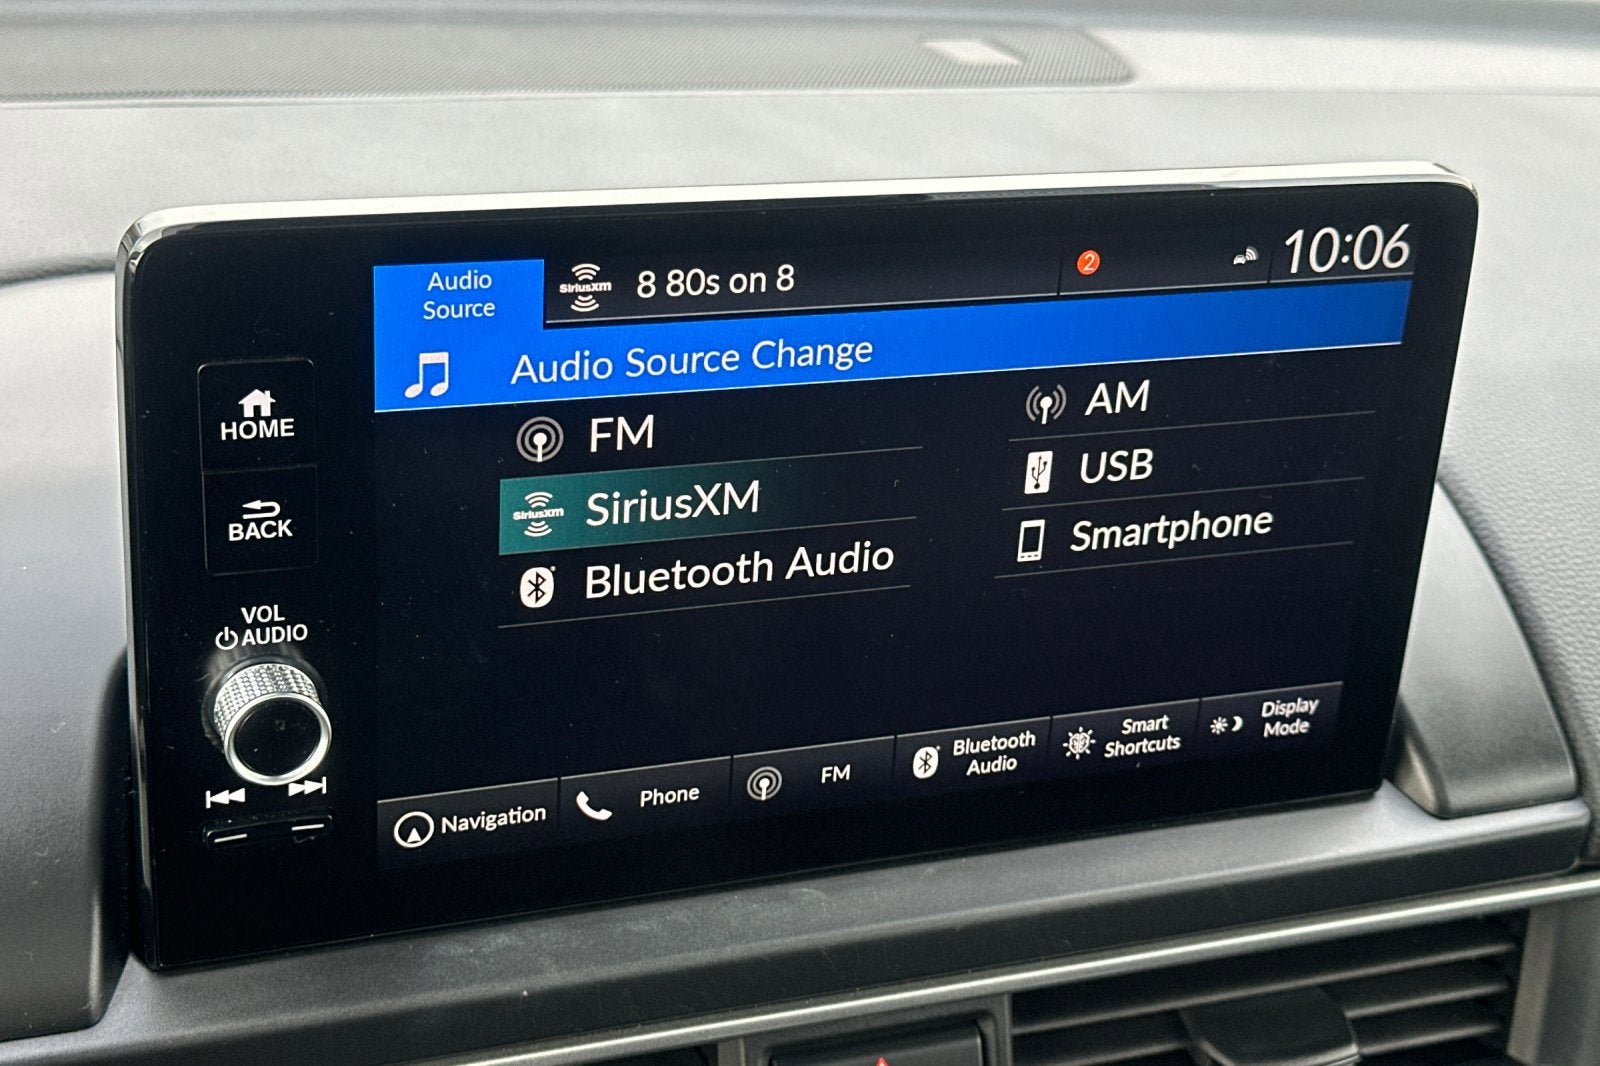 Audio
Source
SiriusXM
8 80s on 8
2
10:06
Audio Source Change
FM
AM
SiriusXM
SiriusXM
USB
Bluetooth Audio
Smartphone
HOME
BACK
VOL
AUDIO
Navigation
Phone
FM
Bluetooth
Audio
Smart
Shortcuts
Display
Mode